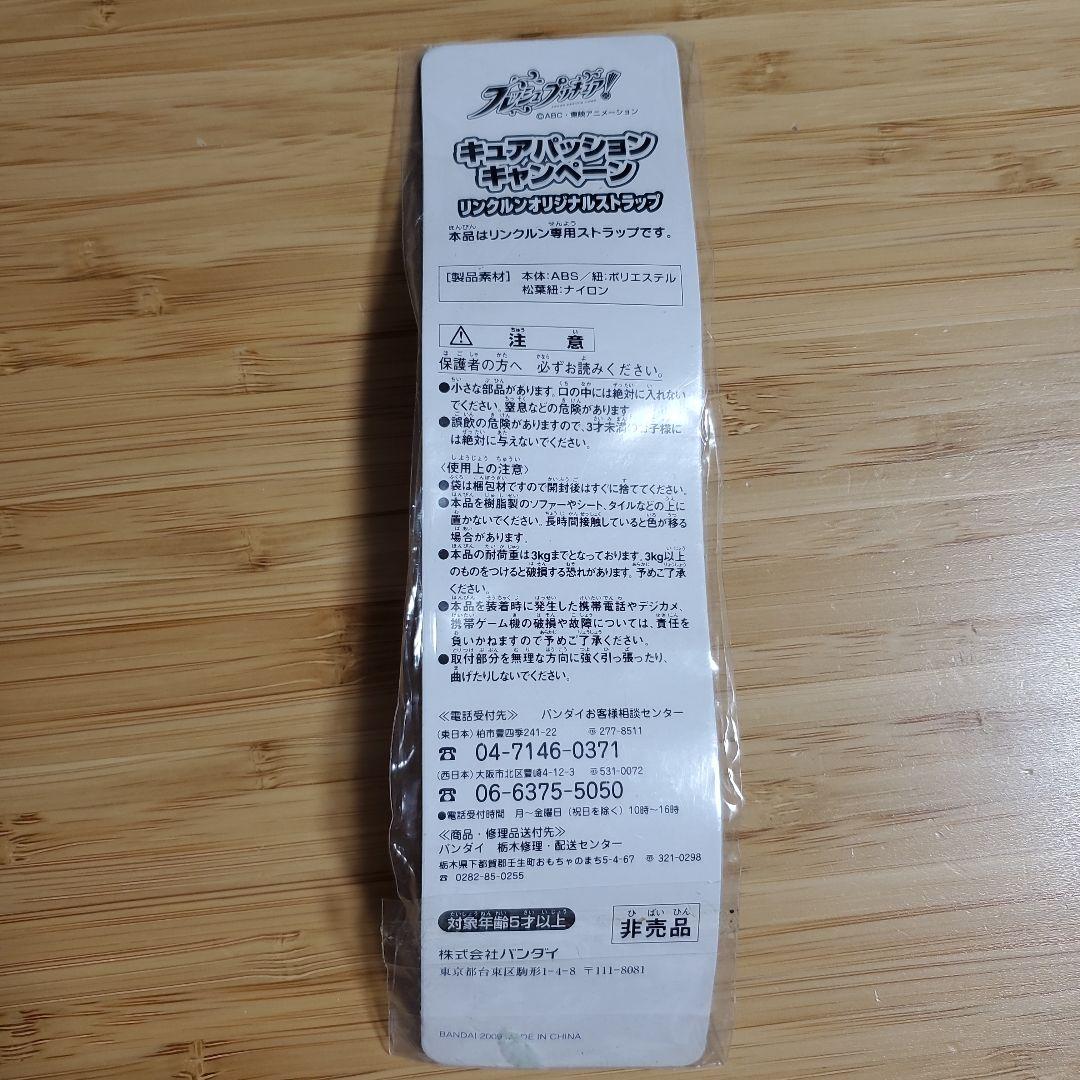 フレッシュプリキュア!
©ABC・東映アニメーション
キュアパッション
キャンペーン
リンクルンオリジナルストラップ
本品はリンクルン専用ストラップです。
[製品素材] 本体:ABS/紐:ポリエステル
松葉紐:ナイロン
注意
保護者の方へ 必ずお読みください。
●小さな部品があります。口の中には絶対に入れない
でください。窒息などの危険があります。
●誤飲の危険がありますので、3才未満のお子様に
は絶対に与えないでください。
〈使用上の注意〉
●袋は梱包材ですので開封後はすぐに捨ててください。
●本品を樹脂製のソファーやシート、タイルなどの上に
置かないでください。長時間接触していると色が移る
場合があります。
●本品の耐荷重は3kgまでとなっております。3kg以上
のものをつけると破損する恐れがあります。予めご了承
ください。
●本品を装着時に発生した携帯電話やデジカメ、
携帯ゲーム機の破損や故障については、責任を
負いかねますので予めご了承ください。
●取付部分を無理な方向に強く引っ張ったり、
曲げたりしないでください。
≪電話受付先≫ バンダイお客様相談センター
(東日本)柏市豊四季241-22 〒277-8511
☎ 04-7146-0371
(西日本)大阪市北区豊崎4-12-3 〒531-0072
☎ 06-6375-5050
●電話受付時間 月〜金曜日(祝日を除く)10時〜16時
≪商品・修理品送付先≫
バンダイ 栃木修理・配送センター
栃木県下都賀郡壬生町おもちゃのまち5-4-67 〒321-0298
☎ 0282-85-0255
対象年齢5才以上
非売品
株式会社バンダイ
東京都台東区駒形1-4-8 〒111-8081
BANDAI 2009 MADE IN CHINA